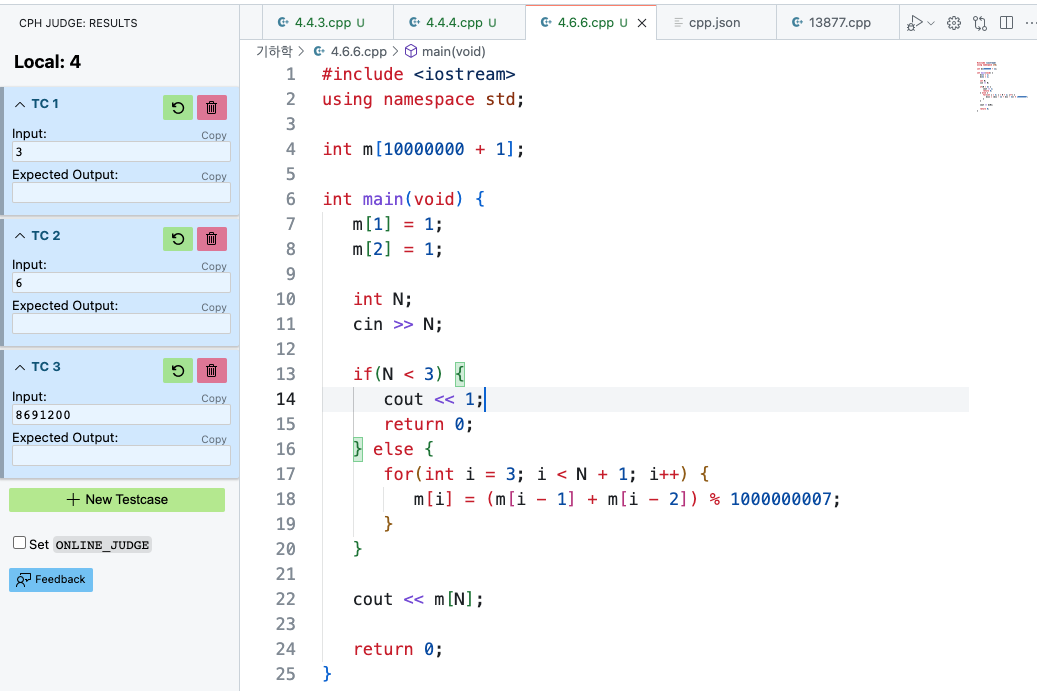 CPH JUDGE: RESULTS
Local: 4
TC 1
Input:
Copy
3
Expected Output:
Copy
TC 2
Input:
Copy
6
Expected Output:
Copy
TC 3
Input:
Copy
8691200
Expected Output:
Copy
New Testcase
Set ONLINE_JUDGE
Feedback
4.4.3.cpp U
4.4.4.cpp U
4.6.6.cpp U
cpp.json
13877.cpp
기하학 > 4.6.6.cpp > main(void)
1 #include <iostream>
2 using namespace std;
3
4 int m[10000000 + 1];
5
6 int main(void) {
7 m[1] = 1;
8 m[2] = 1;
9
10 int N;
11 cin >> N;
12
13 if(N < 3) {
14 cout << 1;
15 return 0;
16 } else {
17 for(int i = 3; i < N + 1; i++) {
18 m[i] = (m[i - 1] + m[i - 2]) % 1000000007;
19 }
20 }
21
22 cout << m[N];
23
24 return 0;
25 }